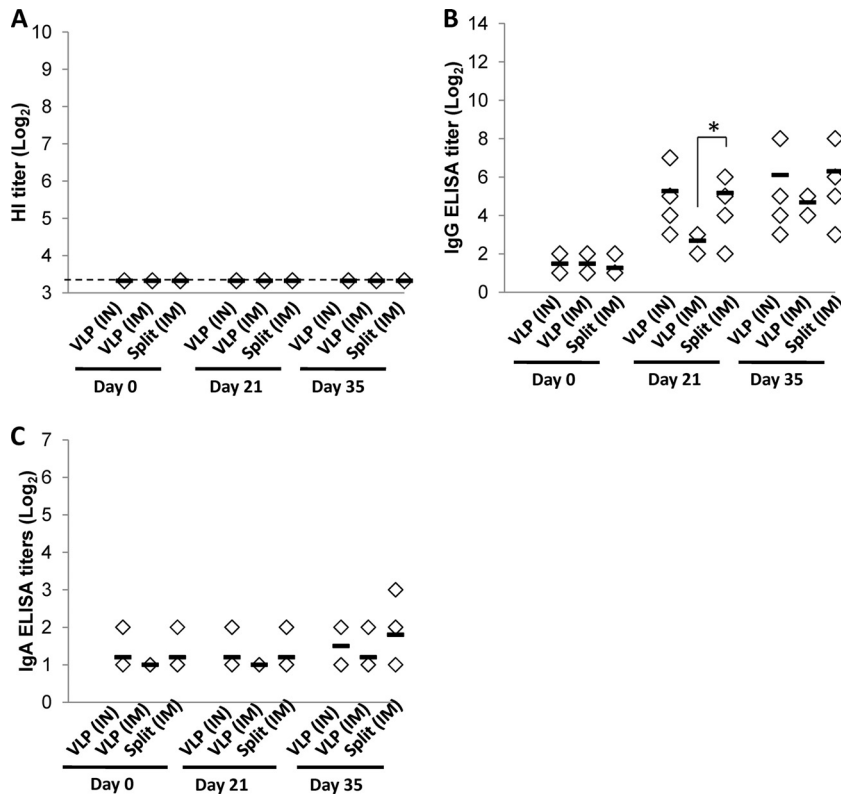 A
HI titer (Log2)
10
9
8
7
6
5
4
3
VLP (IN)
VLP (IM)
Split (IM)
VLP (IN)
VLP (IM)
Split (IM)
VLP (IN)
VLP (IM)
Split (IM)
Day 0
Day 21
Day 35
B
IgG ELISA titer (Log2)
14
12
10
8
6
4
2
0
*
VLP (IN)
VLP (IM)
Split (IM)
VLP (IN)
VLP (IM)
Split (IM)
VLP (IN)
VLP (IM)
Split (IM)
Day 0
Day 21
Day 35
C
IgA ELISA titers (Log2)
7
6
5
4
3
2
1
0
VLP (IN)
VLP (IM)
Split (IM)
VLP (IN)
VLP (IM)
Split (IM)
VLP (IN)
VLP (IM)
Split (IM)
Day 0
Day 21
Day 35